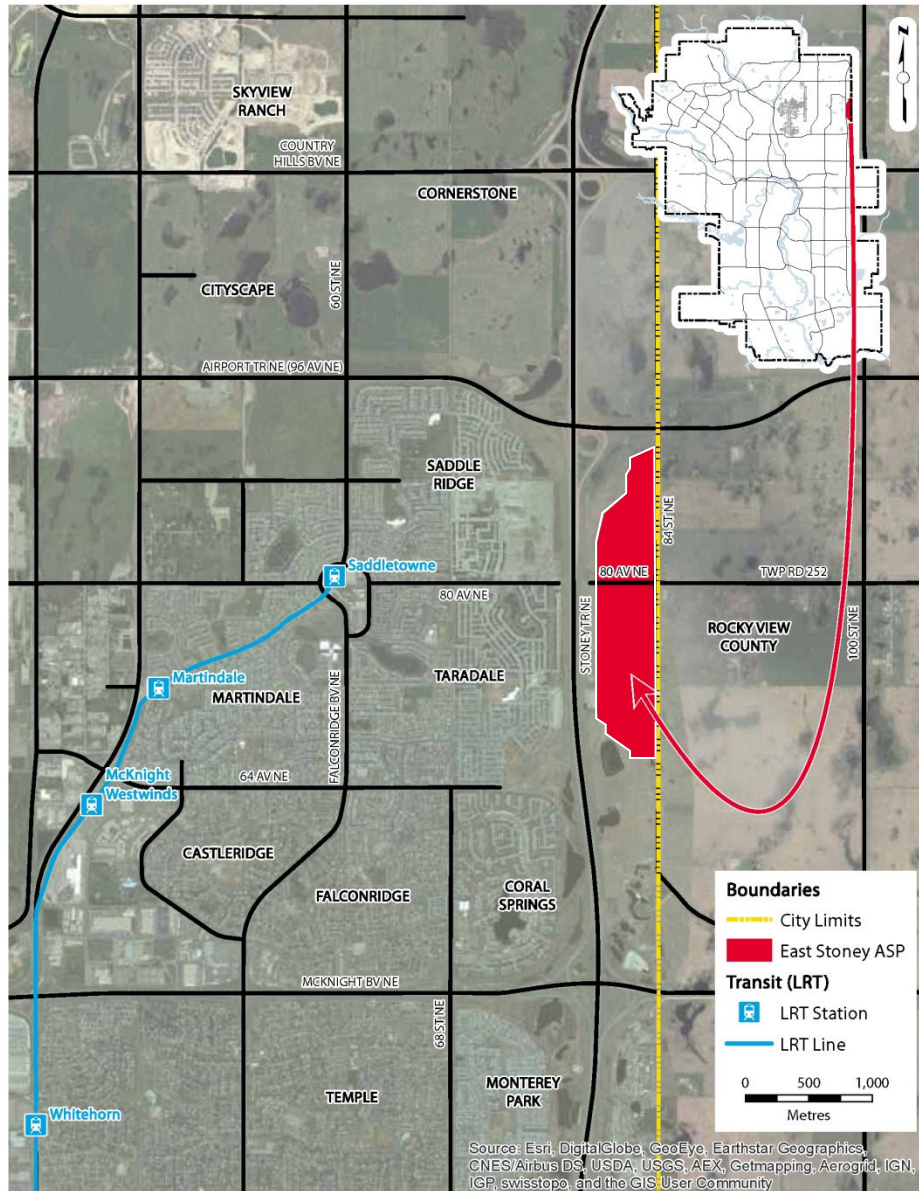 SKYVIEW
RANCH
COUNTRY
HILLS BV NE
CORNERSTONE
60 ST NE
CITYSCAPE
AIRPORT TR NE (96 AV NE)
SADDLE
RIDGE
84 ST NE
Saddletowne
80 AV NE
80 AV NE
TWP RD 252
STONEY TR NE
ROCKY VIEW
COUNTY
100 ST NE
Martindale
MARTINDALE
TARADALE
FALCONRIDGE BV NE
McKnight
Westwinds
64 AV NE
CASTLERIDGE
FALCONRIDGE
CORAL
SPRINGS
MCKNIGHT BV NE
68 ST NE
TEMPLE
MONTEREY
PARK
Whitehorn
N
Boundaries
City Limits
East Stoney ASP
Transit (LRT)
LRT Station
LRT Line
0 500 1,000
Metres
Source: Esri, DigitalGlobe, GeoEye, Earthstar Geographics,
CNES/Airbus DS, USDA, USGS, AEX, Getmapping, Aerogrid, IGN,
IGP, swisstopo, and the GIS User Community